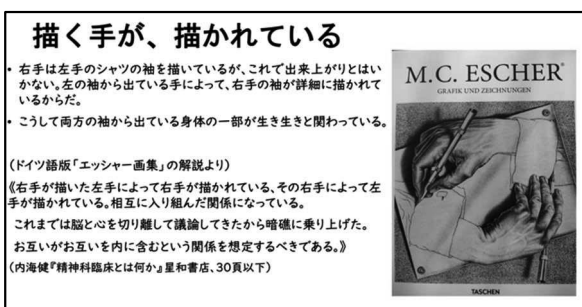 描く手が、描かれている
• 右手は左手のシャツの袖を描いているが、これで出来上がりとはい
かない。左の袖から出ている手によって、右手の袖が詳細に描かれて
いるからだ。
• こうして両方の袖から出ている身体の一部が生き生きと関わっている。
(ドイツ語版「エッシャー画集」の解説より)
《右手が描いた左手によって右手が描かれている、その右手によって左
手が描かれている。相互に入り組んだ関係になっている。
これまでは脳と心を切り離して議論してきたから暗礁に乗り上げた。
お互いがお互いを内に含むという関係を想定するべきである。》
(内海健『精神科臨床とは何か』星和書店、30頁以下)
M.C. ESCHER®
GRAFIK UND ZEICHNUNGEN
TASCHEN